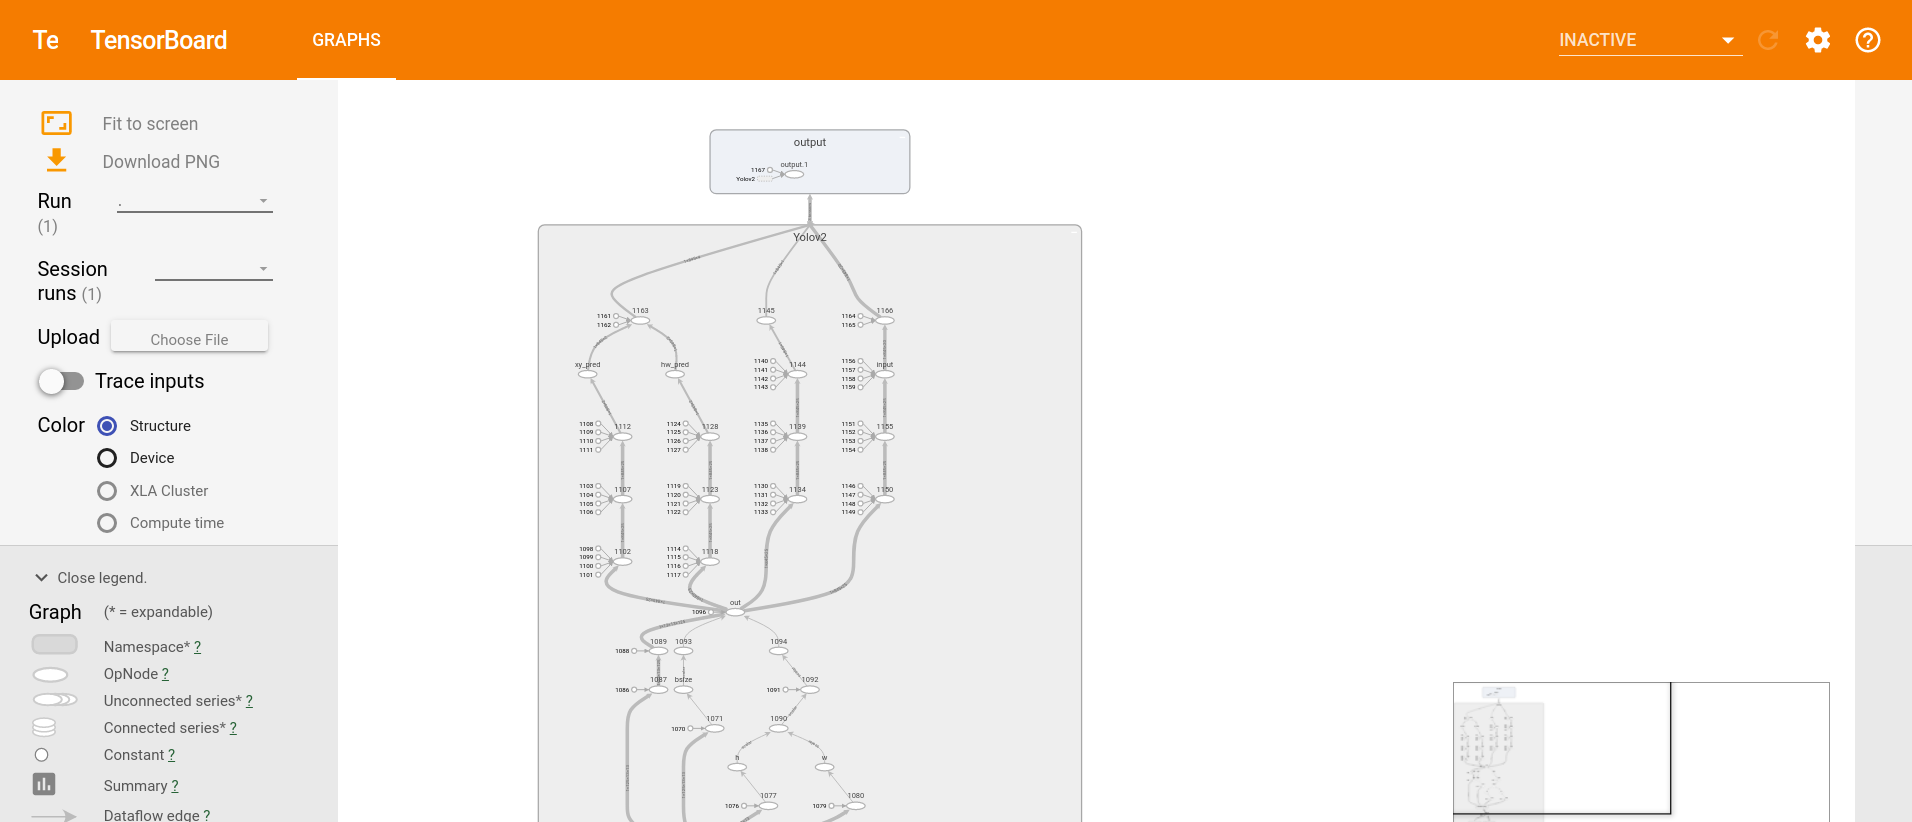 Te TensorBoard GRAPHS INACTIVE
Fit to screen
Download PNG
Run
(1)
.
Session
runs (1)
Upload Choose File
Trace inputs
Color Structure
Device
XLA Cluster
Compute time
Close legend.
Graph (* = expandable)
Namespace* ?
OpNode ?
Unconnected series* ?
Connected series* ?
Constant ?
Summary ?
Dataflow edge ?
output
output.1
1167
Yolov2
Yolov2
1163 1145 1166
1161 1164
1162 1165
1140 1156
xy_pred hw_pred 1141 1144 1157 input
1142 1158
1143 1159
1108 1112 1124 1128 1135 1139 1151 1155
1109 1125 1136 1152
1110 1126 1137 1153
1111 1127 1138 1154
1103 1107 1119 1123 1130 1134 1146 1150
1104 1120 1131 1147
1105 1121 1132 1148
1106 1122 1133 1149
1098 1102 1114 1118
1099 1115
1100 1116
1101 1117
out
1096
1089 1093 1094
1088
1087 bsize 1092
1086 1091
1071 1090
1070
h w
1077 1080
1076 1079